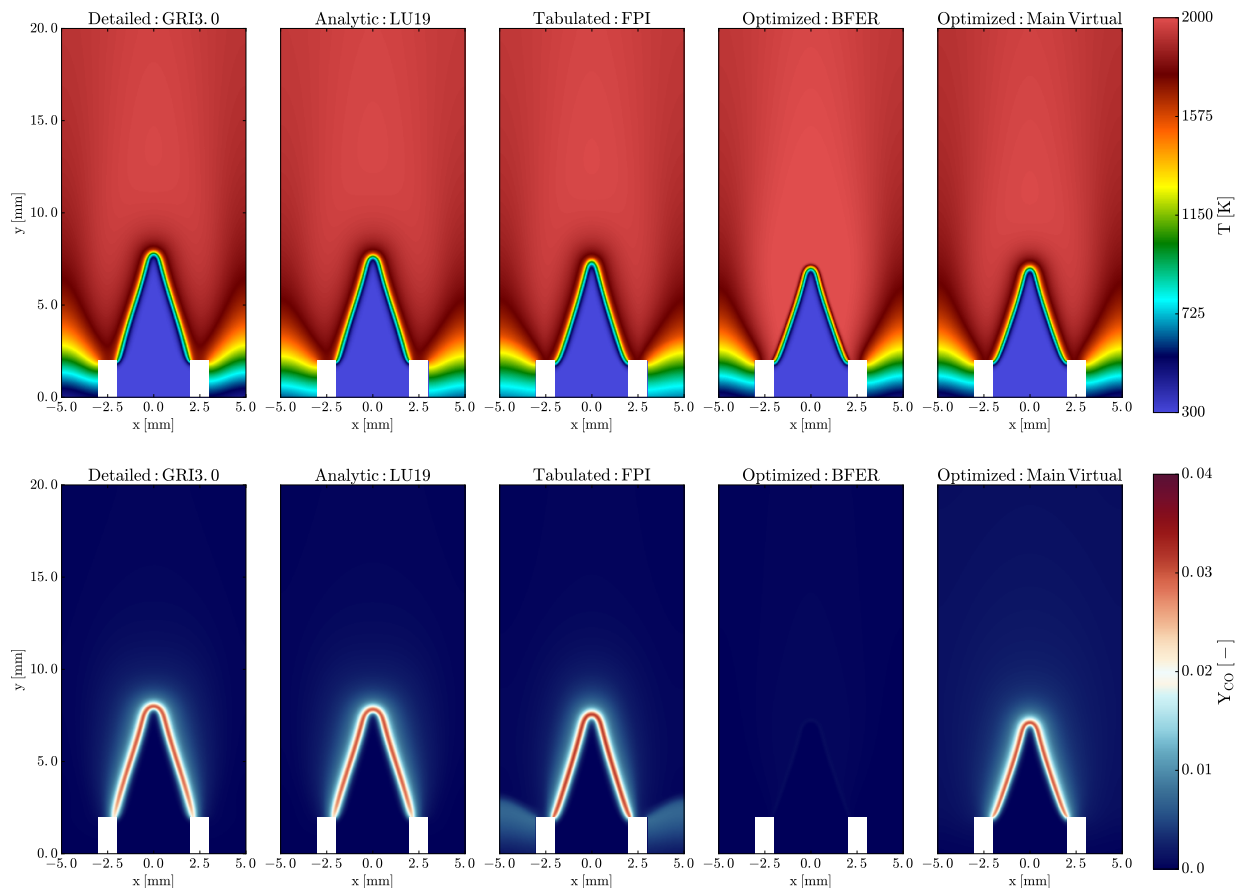 Detailed : GRI3. 0 Analytic : LU19 Tabulated : FPI Optimized : BFER Optimized : Main Virtual
20. 0
15. 0
10. 0
5. 0
0. 0
y [mm]
−5. 0 −2. 5 0. 0 2. 5 5. 0 −5. 0 −2. 5 0. 0 2. 5 5. 0 −5. 0 −2. 5 0. 0 2. 5 5. 0 −5. 0 −2. 5 0. 0 2. 5 5. 0 −5. 0 −2. 5 0. 0 2. 5 5. 0
x [mm] x [mm] x [mm] x [mm] x [mm]
2000
1575
1150
725
300
T [K]
Detailed : GRI3. 0 Analytic : LU19 Tabulated : FPI Optimized : BFER Optimized : Main Virtual
20. 0
15. 0
10. 0
5. 0
0. 0
y [mm]
−5. 0 −2. 5 0. 0 2. 5 5. 0 −5. 0 −2. 5 0. 0 2. 5 5. 0 −5. 0 −2. 5 0. 0 2. 5 5. 0 −5. 0 −2. 5 0. 0 2. 5 5. 0 −5. 0 −2. 5 0. 0 2. 5 5. 0
x [mm] x [mm] x [mm] x [mm] x [mm]
0.04
0.03
0.02
0.01
0.0
Y_CO [−]